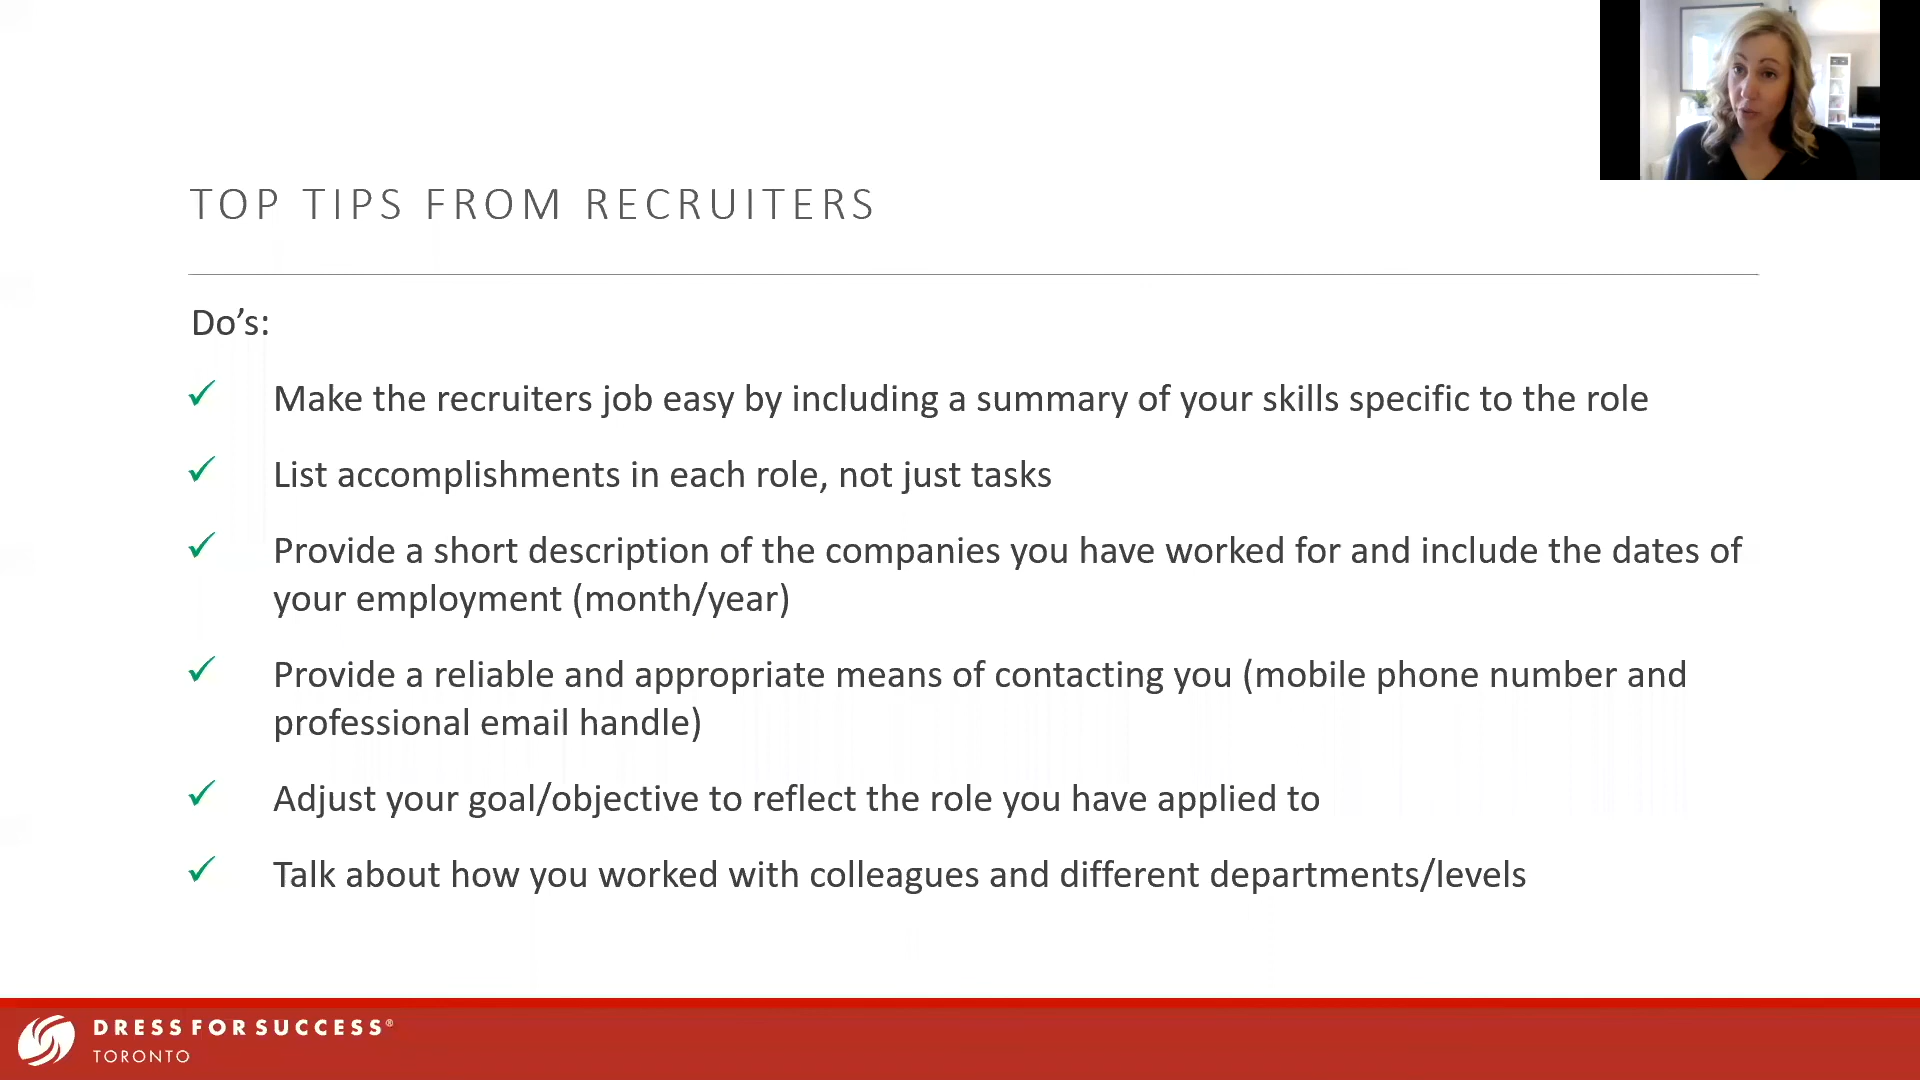 TOP TIPS FROM RECRUITERS
Do’s:
✓ Make the recruiters job easy by including a summary of your skills specific to the role
✓ List accomplishments in each role, not just tasks
✓ Provide a short description of the companies you have worked for and include the dates of
your employment (month/year)
✓ Provide a reliable and appropriate means of contacting you (mobile phone number and
professional email handle)
✓ Adjust your goal/objective to reflect the role you have applied to
✓ Talk about how you worked with colleagues and different departments/levels
DRESS FOR SUCCESS®
TORONTO